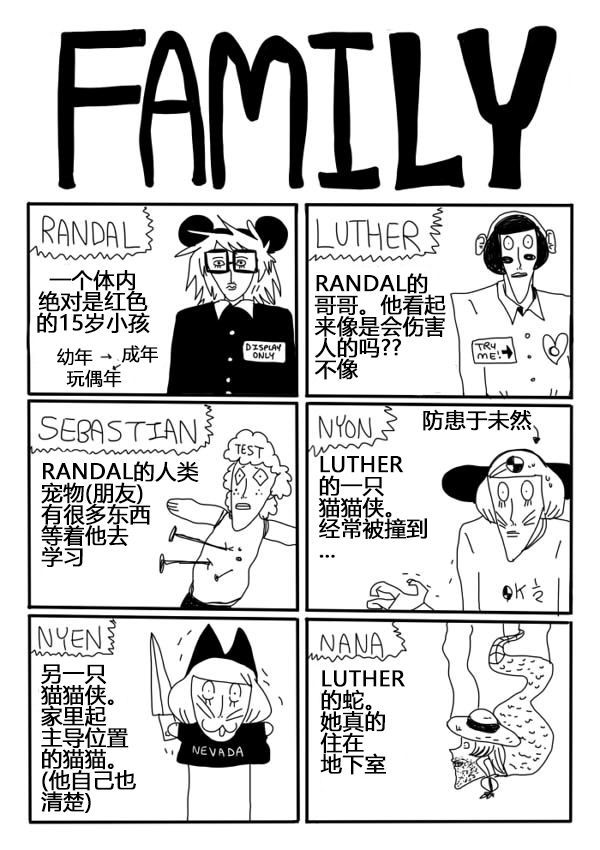 FAMILY
RANDAL
一个体内
绝对是红色
的15岁小孩
幼年 → 成年
玩偶年
DISPLAY
ONLY
LUTHER
RANDAL的
哥哥。他看起
来像是会伤害
人的吗??
不像
TRY
ME!→
SEBASTIAN
RANDAL的人类
宠物(朋友)
有很多东西
等着他去
学习
TEST
NYON
防患于未然
LUTHER
的一只
猫猫侠。
经常被撞到
...
OK ½
NYEN
另一只
猫猫侠。
家里起
主导位置
的猫猫。
(他自己也
清楚)
NEVADA
NANA
LUTHER
的蛇。
她真的
住在
地下室